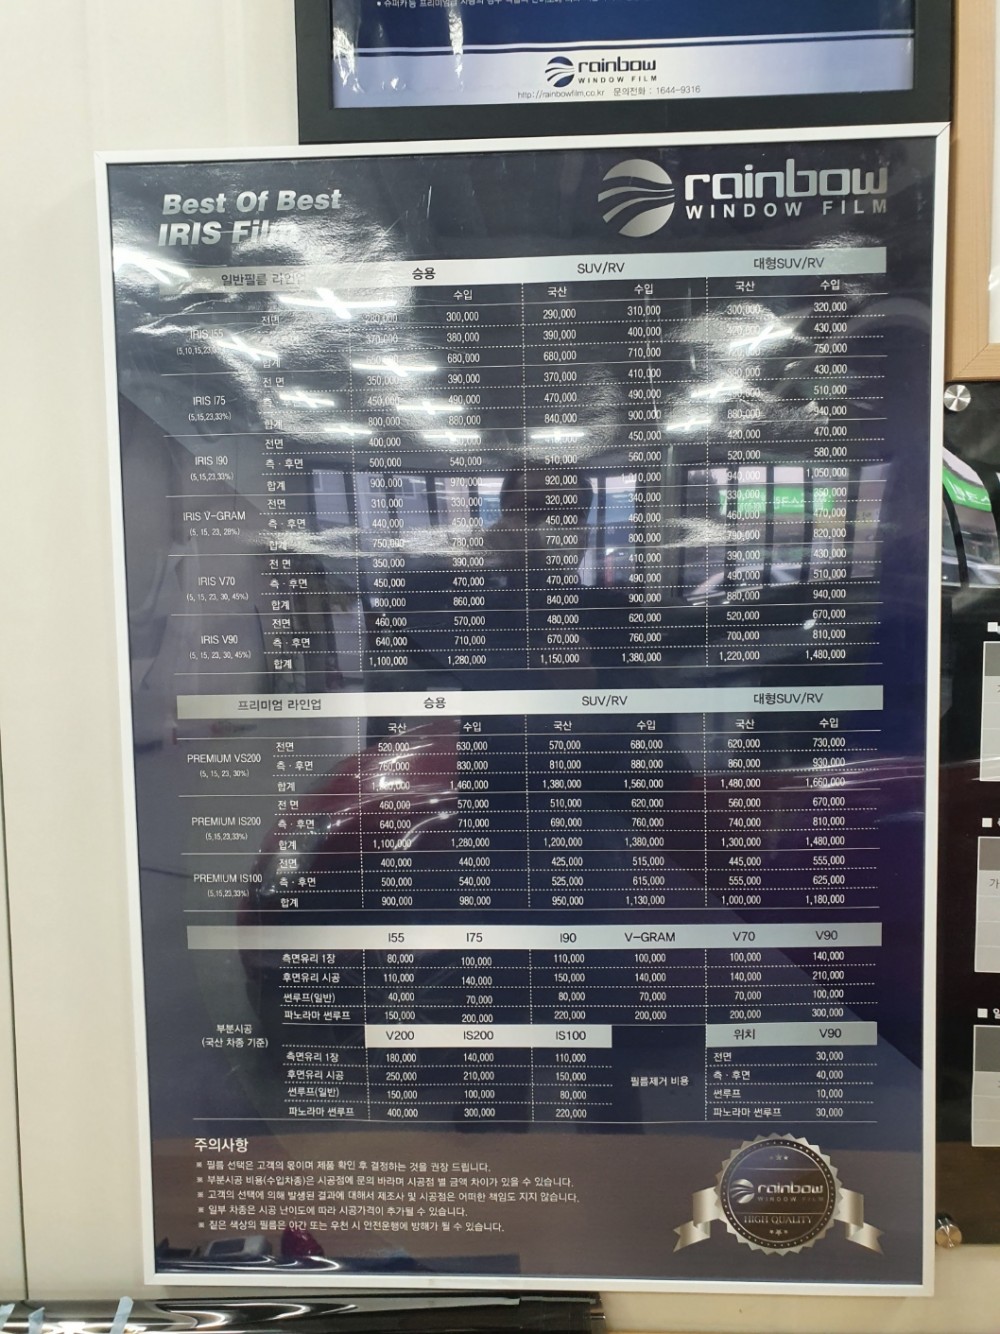 rainbow
WINDOW FILM
http://rainbowfilm.co.kr 문의전화 : 1644-9316
Best Of Best
IRIS Film
rainbow
WINDOW FILM
일반필름 승용 SUV/RV 대형SUV/RV
수입 국산 수입 국산 수입
전면 300,000 290,000 310,000 300,000 320,000
IRIS I55 370,000 380,000 390,000 400,000 430,000
합계 680,000 680,000 710,000 750,000
전 면 350,000 390,000 370,000 410,000 430,000
IRIS I75 450,000 490,000 470,000 490,000 510,000
(5,15,23,33%)
합계 800,000 880,000 840,000 900,000 880,000 940,000
전면 400,000 450,000 420,000 470,000
IRIS I90 측 · 후면 500,000 540,000 510,000 560,000 520,000 580,000
(5,15,23,33%)
합계 900,000 970,000 920,000 1,010,000 940,000 1,050,000
전면 310,000 330,000 320,000 340,000 330,000 350,000
IRIS V-GRAM 측 · 후면 440,000 450,000 450,000 460,000 460,000 470,000
(5, 15, 23, 28%)
합계 750,000 780,000 770,000 800,000 790,000 820,000
전 면 350,000 390,000 370,000 410,000 390,000 430,000
IRIS V70 측 · 후면 450,000 470,000 470,000 490,000 490,000 510,000
(5, 15, 23, 30, 45%)
합계 800,000 860,000 840,000 900,000 880,000 940,000
전면 460,000 570,000 480,000 620,000 520,000 670,000
IRIS V90 측 · 후면 640,000 710,000 670,000 760,000 700,000 810,000
(5, 15, 23, 30, 45%)
합계 1,100,000 1,280,000 1,150,000 1,380,000 1,220,000 1,480,000
프리미엄 라인업 승용 SUV/RV 대형SUV/RV
국산 수입 국산 수입 국산 수입
전면 520,000 630,000 570,000 680,000 620,000 730,000
PREMIUM VS200 측 · 후면 760,000 830,000 810,000 880,000 860,000 930,000
(5, 15, 23, 30%)
합계 1,460,000 1,380,000 1,560,000 1,480,000 1,660,000
전 면 460,000 570,000 510,000 620,000 560,000 670,000
PREMIUM IS200 측 · 후면 640,000 710,000 690,000 760,000 740,000 810,000
(5,15,23,33%)
합계 1,100,000 1,280,000 1,200,000 1,380,000 1,300,000 1,480,000
전면 400,000 440,000 425,000 515,000 445,000 555,000
PREMIUM IS100 측 · 후면 500,000 540,000 525,000 615,000 555,000 625,000
(5,15,23,33%)
합계 900,000 980,000 950,000 1,130,000 1,000,000 1,180,000
I55 I75 I90 V-GRAM V70 V90
측면유리 1장 80,000 100,000 110,000 100,000 100,000 140,000
후면유리 시공 110,000 140,000 150,000 140,000 140,000 210,000
썬루프(일반) 40,000 70,000 80,000 70,000 70,000 100,000
파노라마 썬루프 150,000 200,000 220,000 200,000 200,000 300,000
부분시공
(국산 차종 기준)
V200 IS200 IS100 위치 V90
측면유리 1장 180,000 140,000 110,000 전면 30,000
후면유리 시공 250,000 210,000 150,000 필름제거 비용 측 · 후면 40,000
썬루프(일반) 150,000 100,000 80,000 썬루프 10,000
파노라마 썬루프 400,000 300,000 220,000 파노라마 썬루프 30,000
주의사항
※ 필름 선택은 고객의 몫이며 제품 확인 후 결정하는 것을 권장 드립니다.
※ 부분시공 비용(수입차종)은 시공점에 문의 바라며 시공점 별 금액 차이가 있을 수 있습니다.
※ 고객의 선택에 의해 발생된 결과에 대해서 제조사 및 시공점은 어떠한 책임도 지지 않습니다.
※ 일부 차종은 시공 난이도에 따라 시공가격이 추가될 수 있습니다.
※ 짙은 색상의 필름은 야간 또는 우천 시 안전운행에 방해가 될 수 있습니다.
rainbow
WINDOW FILM
HIGH QUALITY